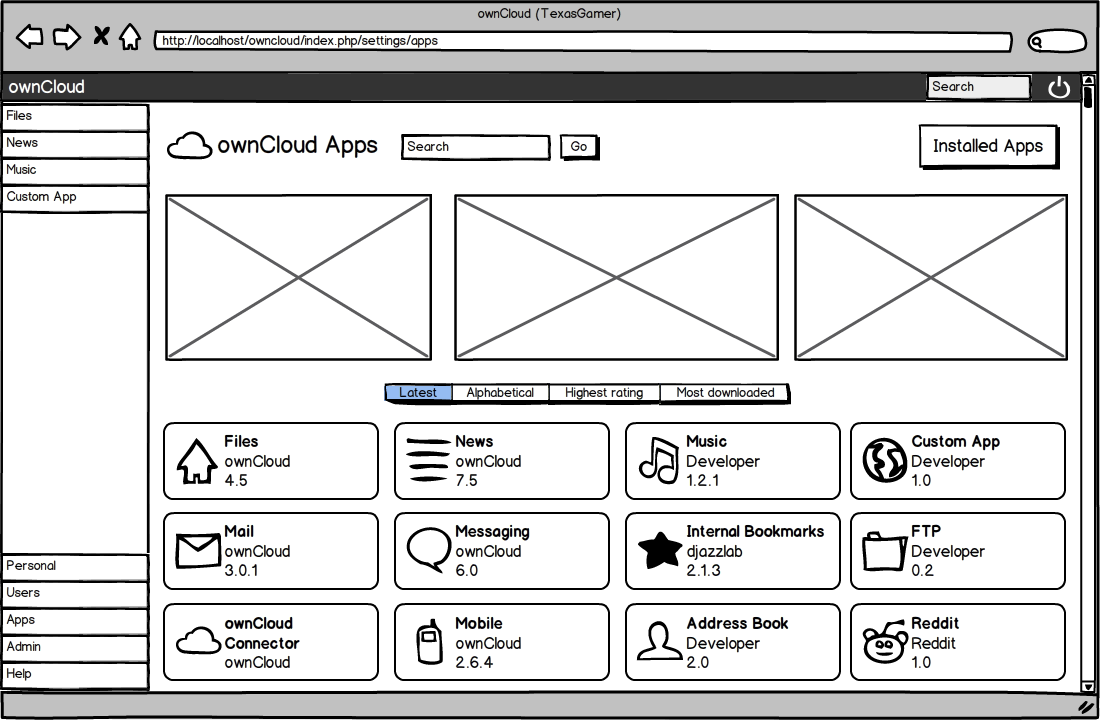 ownCloud (TexasGamer)
http://localhost/owncloud/index.php/settings/apps
ownCloud
Search
Files
News
Music
Custom App
ownCloud Apps
Search
Go
Installed Apps
Latest
Alphabetical
Highest rating
Most downloaded
Files
ownCloud
4.5
News
ownCloud
7.5
Music
Developer
1.2.1
Custom App
Developer
1.0
Mail
ownCloud
3.0.1
Messaging
ownCloud
6.0
Internal Bookmarks
djazzlab
2.1.3
FTP
Developer
0.2
ownCloud
Connector
ownCloud
Mobile
ownCloud
2.6.4
Address Book
Developer
2.0
Reddit
Reddit
1.0
Personal
Users
Apps
Admin
Help